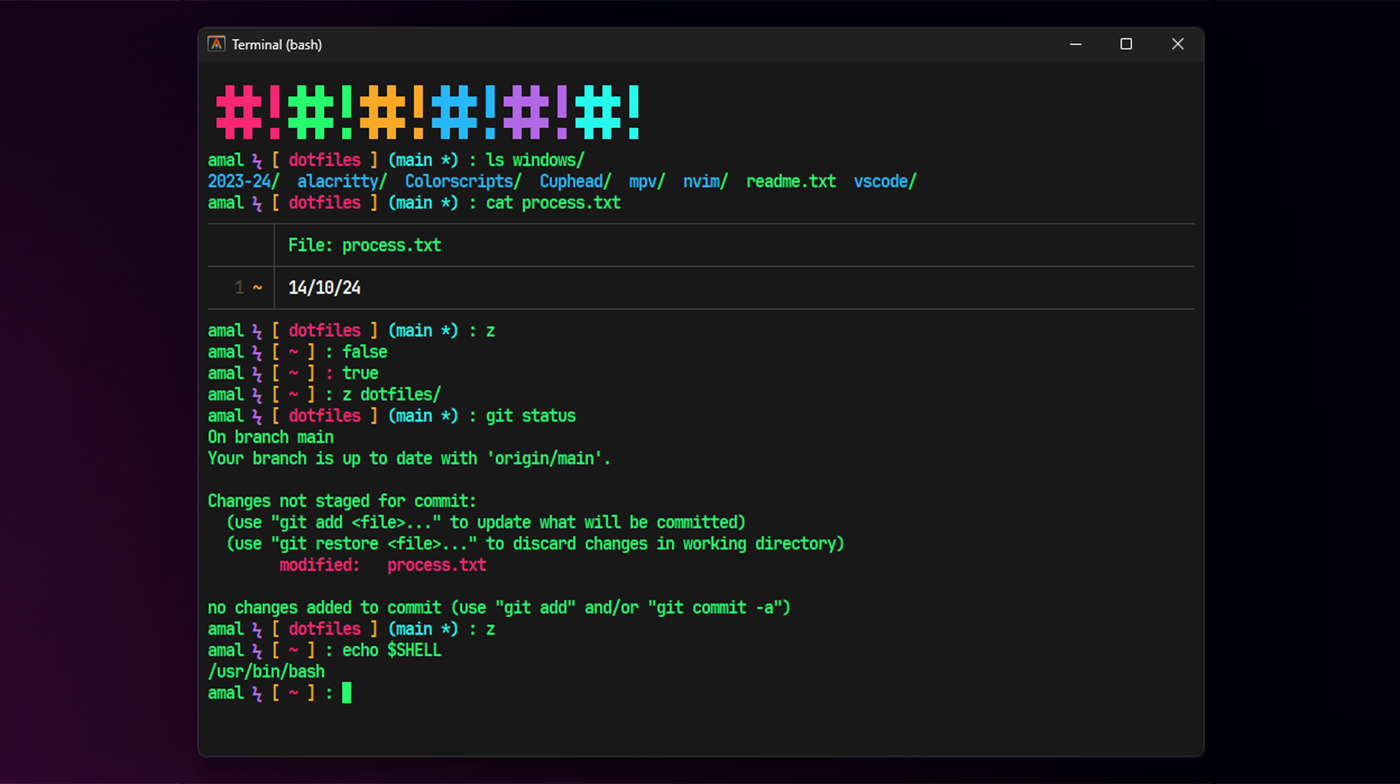 Terminal (bash)
#!#!#!#!#!#!
amal ϟ [ dotfiles ] (main *) : ls windows/
2023-24/  alacritty/  Colorscripts/  Cuphead/  mpv/  nvim/  readme.txt  vscode/
amal ϟ [ dotfiles ] (main *) : cat process.txt
File: process.txt
1 ~ 14/10/24
amal ϟ [ dotfiles ] (main *) : z
amal ϟ [ ~ ] : false
amal ϟ [ ~ ] : true
amal ϟ [ ~ ] : z dotfiles/
amal ϟ [ dotfiles ] (main *) : git status
On branch main
Your branch is up to date with 'origin/main'.

Changes not staged for commit:
  (use "git add <file>..." to update what will be committed)
  (use "git restore <file>..." to discard changes in working directory)
        modified:   process.txt

no changes added to commit (use "git add" and/or "git commit -a")
amal ϟ [ dotfiles ] (main *) : z
amal ϟ [ ~ ] : echo $SHELL
/usr/bin/bash
amal ϟ [ ~ ] :